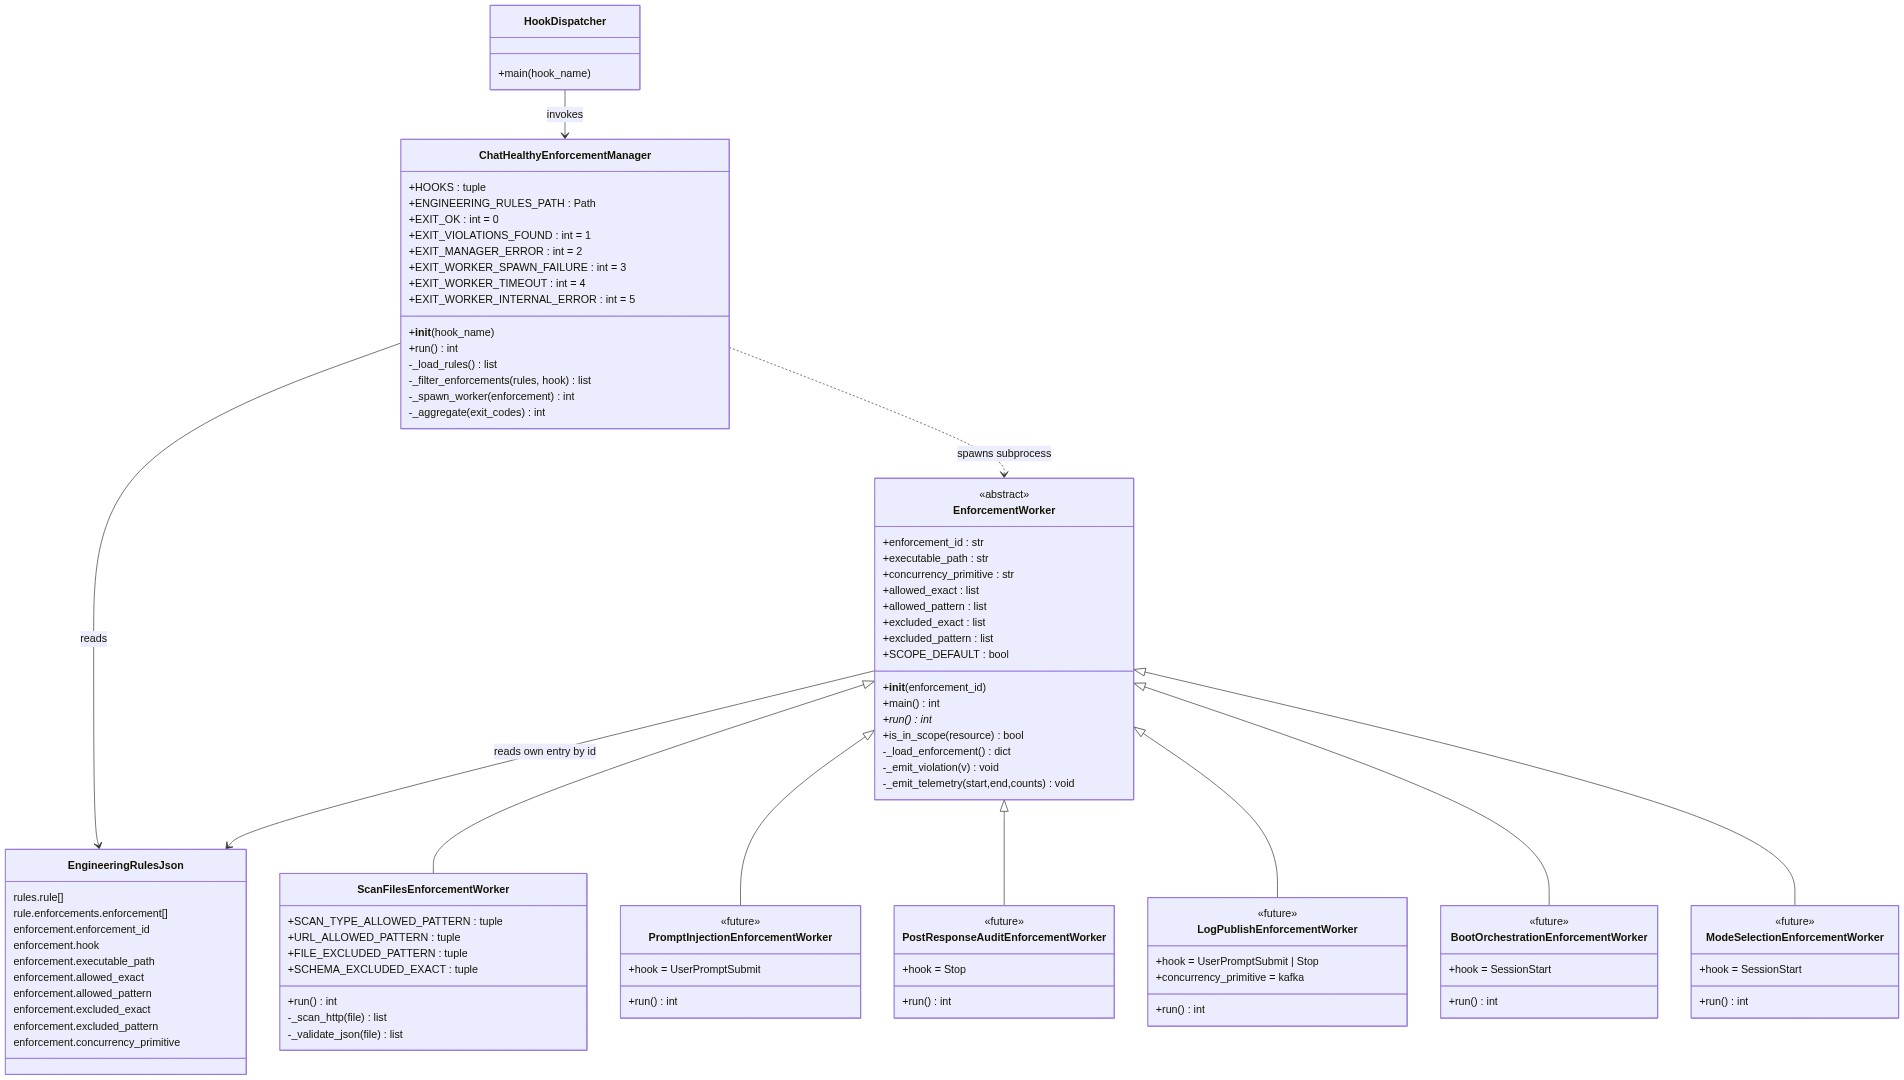 HookDispatcher
+main(hook_name)
invokes
ChatHealthyEnforcementManager
+HOOKS : tuple
+ENGINEERING_RULES_PATH : Path
+EXIT_OK : int = 0
+EXIT_VIOLATIONS_FOUND : int = 1
+EXIT_MANAGER_ERROR : int = 2
+EXIT_WORKER_SPAWN_FAILURE : int = 3
+EXIT_WORKER_TIMEOUT : int = 4
+EXIT_WORKER_INTERNAL_ERROR : int = 5
+init(hook_name)
+run() : int
-_load_rules() : list
-_filter_enforcements(rules, hook) : list
-_spawn_worker(enforcement) : int
-_aggregate(exit_codes) : int
spawns subprocess
«abstract»
EnforcementWorker
+enforcement_id : str
+executable_path : str
+concurrency_primitive : str
+allowed_exact : list
+allowed_pattern : list
+excluded_exact : list
+excluded_pattern : list
+SCOPE_DEFAULT : bool
+init(enforcement_id)
+main() : int
+run() : int
+is_in_scope(resource) : bool
-_load_enforcement() : dict
-_emit_violation(v) : void
-_emit_telemetry(start,end,counts) : void
reads
reads own entry by id
EngineeringRulesJson
rules.rule[]
rule.enforcements.enforcement[]
enforcement.enforcement_id
enforcement.hook
enforcement.executable_path
enforcement.allowed_exact
enforcement.allowed_pattern
enforcement.excluded_exact
enforcement.excluded_pattern
enforcement.concurrency_primitive
ScanFilesEnforcementWorker
+SCAN_TYPE_ALLOWED_PATTERN : tuple
+URL_ALLOWED_PATTERN : tuple
+FILE_EXCLUDED_PATTERN : tuple
+SCHEMA_EXCLUDED_EXACT : tuple
+run() : int
-_scan_http(file) : list
-_validate_json(file) : list
«future»
PromptInjectionEnforcementWorker
+hook = UserPromptSubmit
+run() : int
«future»
PostResponseAuditEnforcementWorker
+hook = Stop
+run() : int
«future»
LogPublishEnforcementWorker
+hook = UserPromptSubmit | Stop
+concurrency_primitive = kafka
+run() : int
«future»
BootOrchestrationEnforcementWorker
+hook = SessionStart
+run() : int
«future»
ModeSelectionEnforcementWorker
+hook = SessionStart
+run() : int